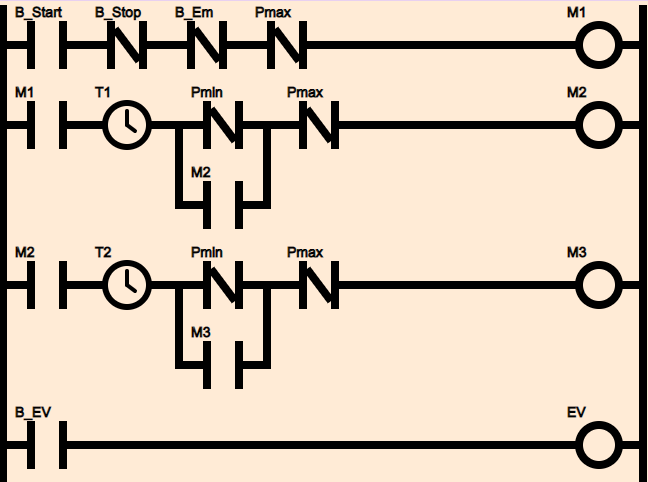 B_Start B_Stop B_Em Pmax M1
M1 T1 Pmin Pmax M2
M2
M2 T2 Pmin Pmax M3
M3
B_EV EV